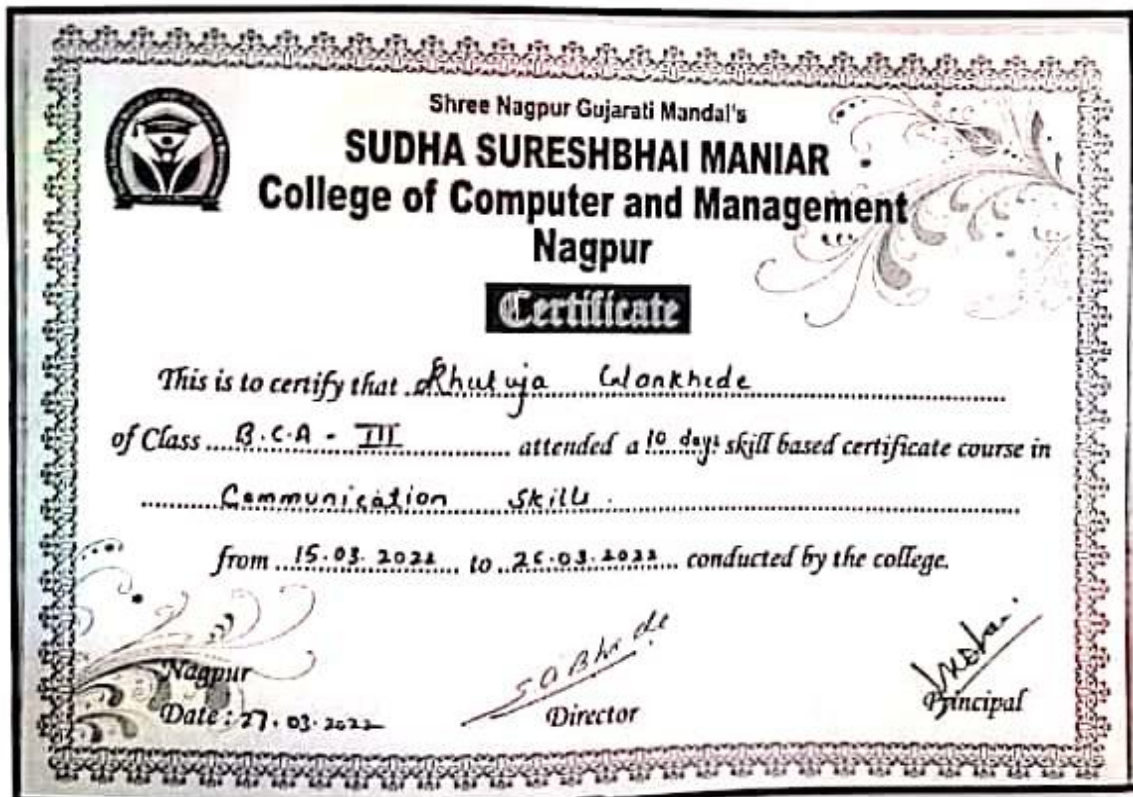 Shree Nagpur Gujarati Mandal's
SUDHA SURESHBHAI MANIAR
College of Computer and Management
Nagpur
Certificate
This is to certify that Rhutuja Wankhede
of Class B.C.A - III attended a 10 days skill based certificate course in
Communication Skills.
from 15.03.2022 to 26.03.2022 conducted by the college.
Nagpur
Date: 27.03.2022
Director
Principal